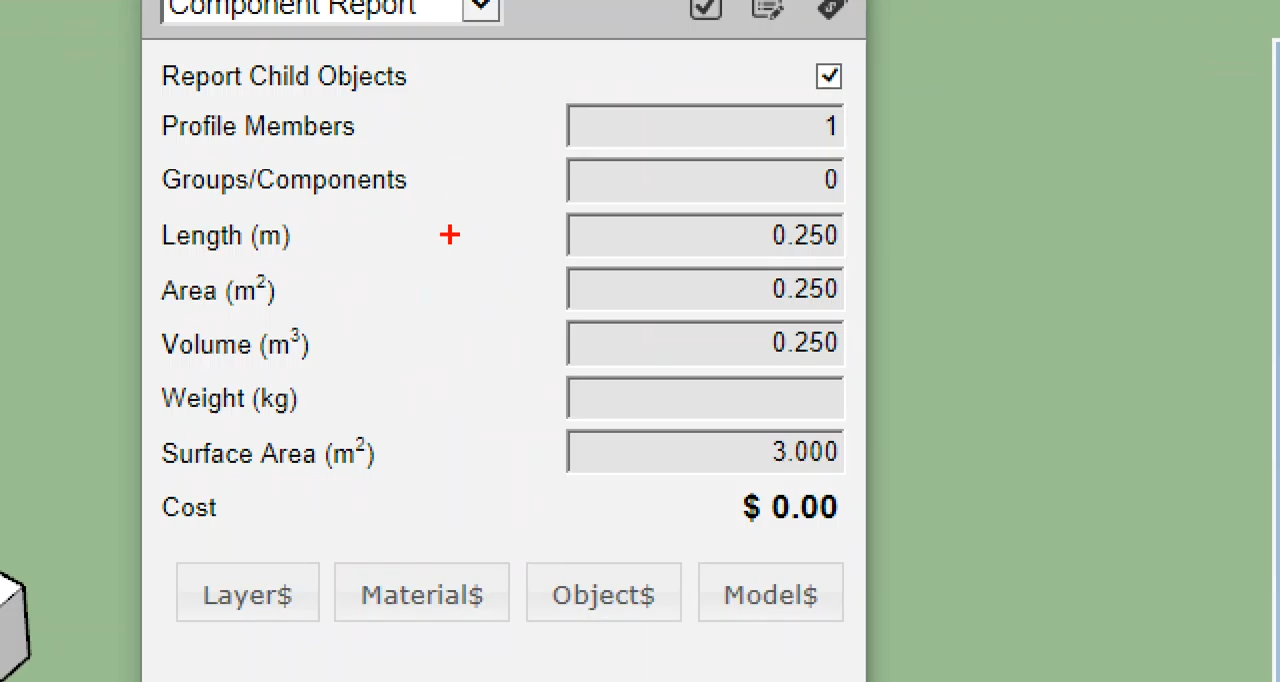 Component Report
Report Child Objects
Profile Members 1
Groups/Components 0
Length (m) 0.250
Area (m²) 0.250
Volume (m³) 0.250
Weight (kg)
Surface Area (m²) 3.000
Cost $ 0.00
Layer$ Material$ Object$ Model$